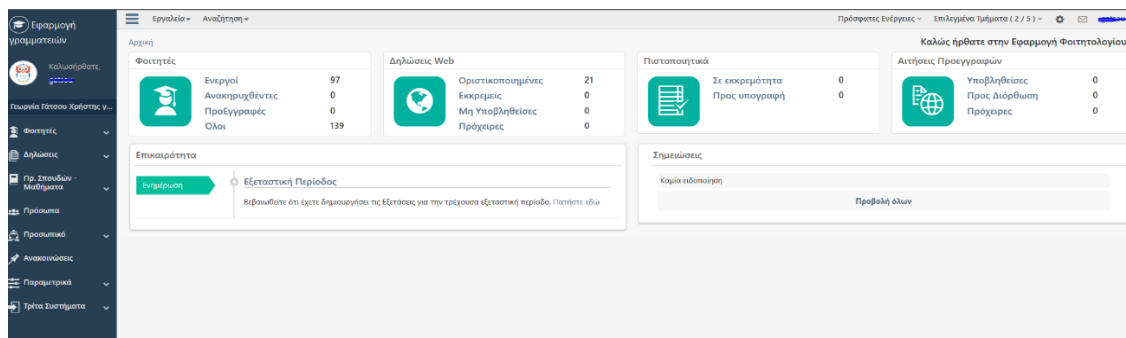 Εφαρμογή
γραμματειών
Καλωσήρθατε,
Γεωργία Γάτσου Χρήστης γ...
Φοιτητές
Δηλώσεις
Πρ. Σπουδών -
Μαθήματα
Πρόσωπα
Προσωπικό
Ανακοινώσεις
Παραμετρικά
Τρίτα Συστήματα
Εργαλεία Αναζήτηση
Πρόσφατες Ενέργειες Επιλεγμένα Τμήματα ( 2 / 5 )
Αρχική
Καλώς ήρθατε στην Εφαρμογή Φοιτητολογίου
Φοιτητές
Ενεργοί 97
Ανακηρυχθέντες 0
ΠροΕγγραφές 0
Όλοι 139
Δηλώσεις Web
Οριστικοποιημένες 21
Εκκρεμείς 0
Μη Υποβληθείσες 0
Πρόχειρες 0
Πιστοποιητικά
Σε εκκρεμότητα 0
Προς υπογραφή 0
Αιτήσεις Προεγγραφών
Υποβληθείσες 0
Προς Διόρθωση 0
Πρόχειρες 0
Επικαιρότητα
Ενημέρωση
Εξεταστική Περίοδος
Βεβαιωθείτε ότι έχετε δημιουργήσει τις Εξετάσεις για την τρέχουσα εξεταστική περίοδο. Πατήστε εδώ
Σημειώσεις
Καμία ειδοποίηση
Προβολή όλων